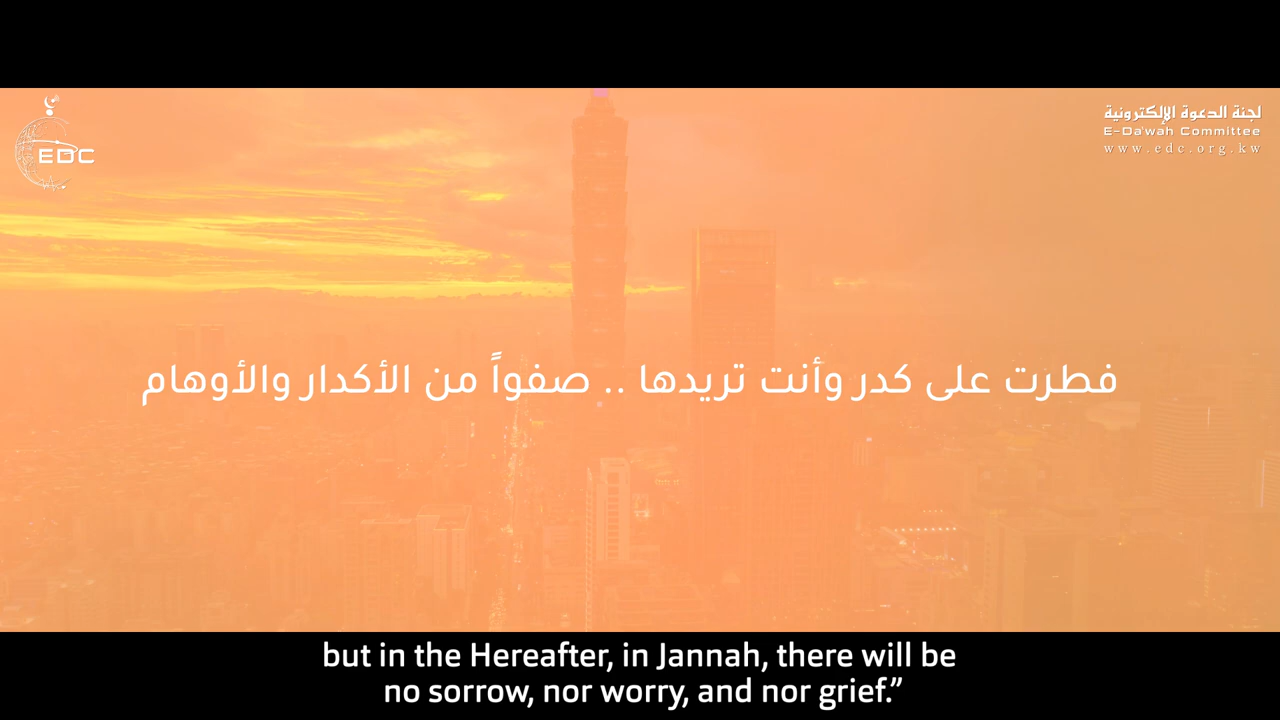 EDC
لجنة الدعوة الإلكترونية
E-Da'wah Committee
www.edc.org.kw
فطرت على كدر وأنت تريدها .. صفواً من الأكدار والأوهام
but in the Hereafter, in Jannah, there will be
no sorrow, nor worry, and nor grief.”